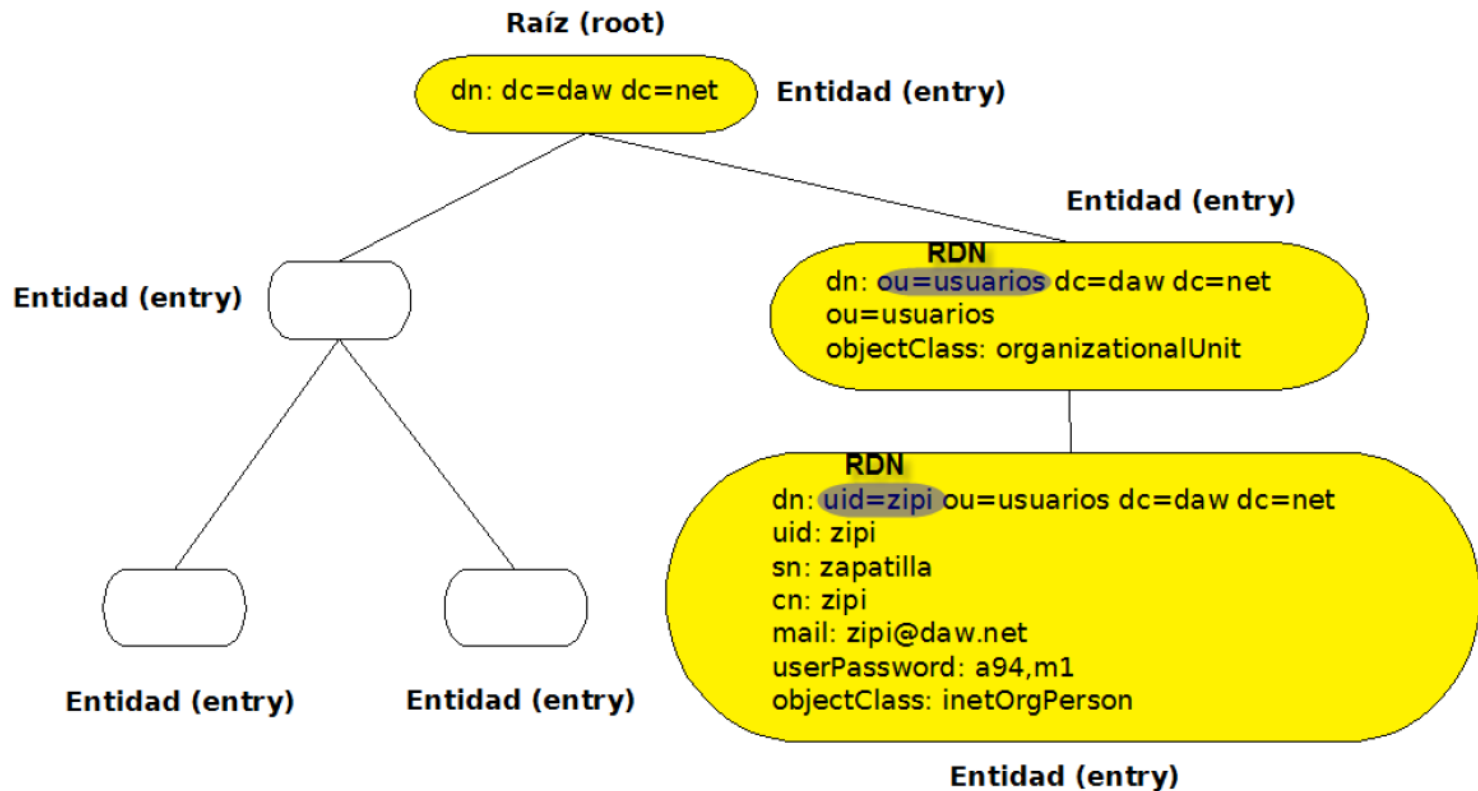 Raíz (root)
dn: dc=daw dc=net
Entidad (entry)
Entidad (entry)
Entidad (entry)
RDN
dn: ou=usuarios dc=daw dc=net
ou=usuarios
objectClass: organizationalUnit
RDN
dn: uid=zipi ou=usuarios dc=daw dc=net
uid: zipi
sn: zapatilla
cn: zipi
mail: zipi@daw.net
userPassword: a94,m1
objectClass: inetOrgPerson
Entidad (entry)
Entidad (entry)
Entidad (entry)